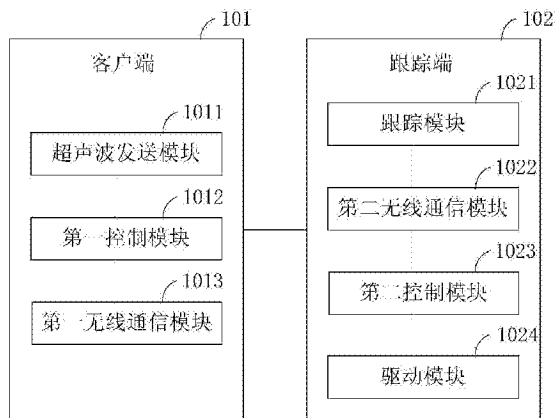 101
客户端
1011
超声波发送模块
1012
第一控制模块
1013
第一无线通信模块
102
跟踪端
1021
跟踪模块
1022
第二无线通信模块
1023
第二控制模块
1024
驱动模块